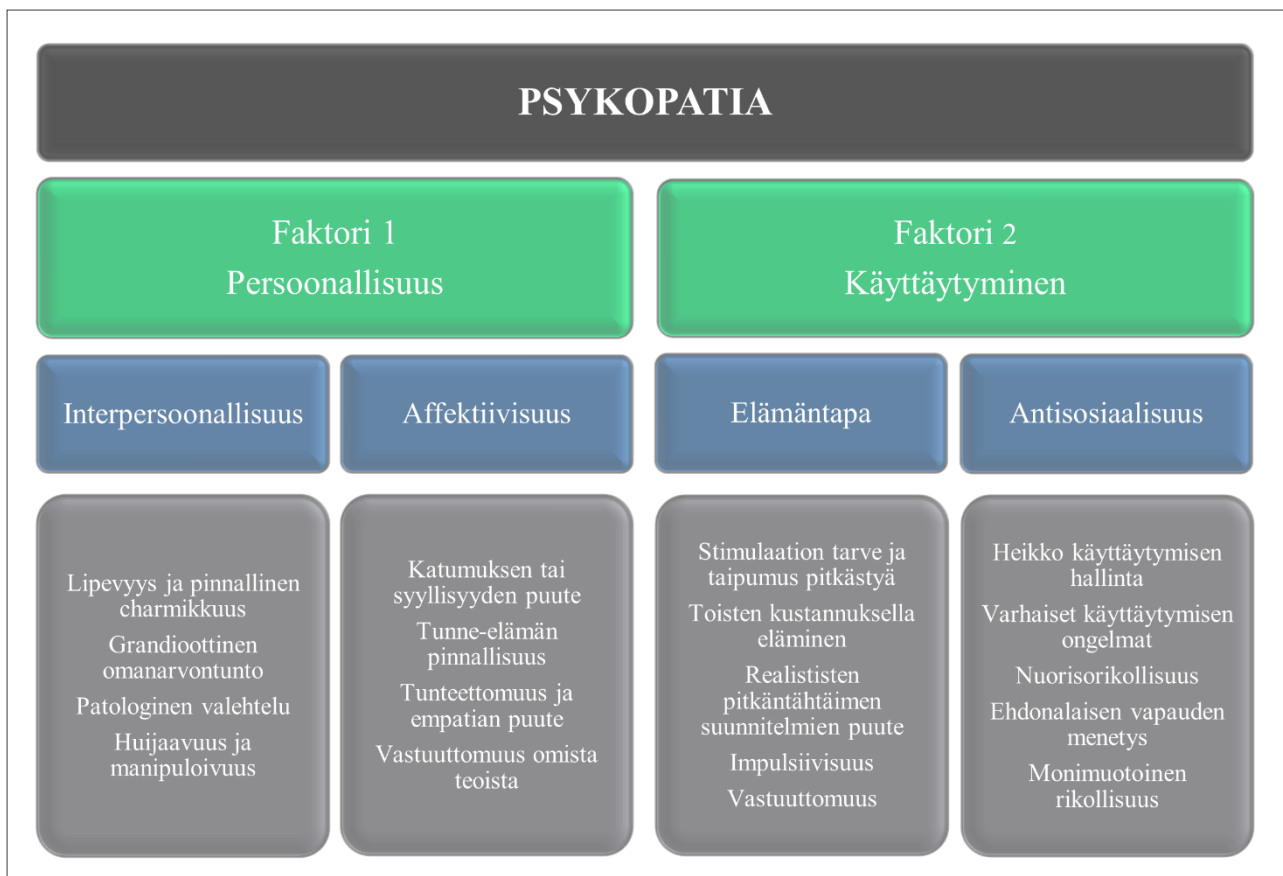 PSYKOPATIA
Faktori 1
Persoonallisuus
Faktori 2
Käyttäytyminen
Interpersoonallisuus
Affektiivisuus
Elämäntapa
Antisosiaalisuus
Lipevyys ja pinnallinen
charmikkuus
Grandioottinen
omanarvontunto
Patologinen valehtelu
Huijaavuus ja
manipuloivuus
Katumuksen tai
syyllisyyden puute
Tunne-elämän
pinnallisuus
Tunteettomuus ja
empatian puute
Vastuuttomuus omista
teoista
Stimulaation tarve ja
taipumus pitkästyä
Toisten kustannuksella
eläminen
Realististen
pitkäntähtäimen
suunnitelmien puute
Impulsiivisuus
Vastuuttomuus
Heikko käyttäytymisen
hallinta
Varhaiset käyttäytymisen
ongelmat
Nuorisorikollisuus
Ehdonalaisen vapauden
menetys
Monimuotoinen
rikollisuus